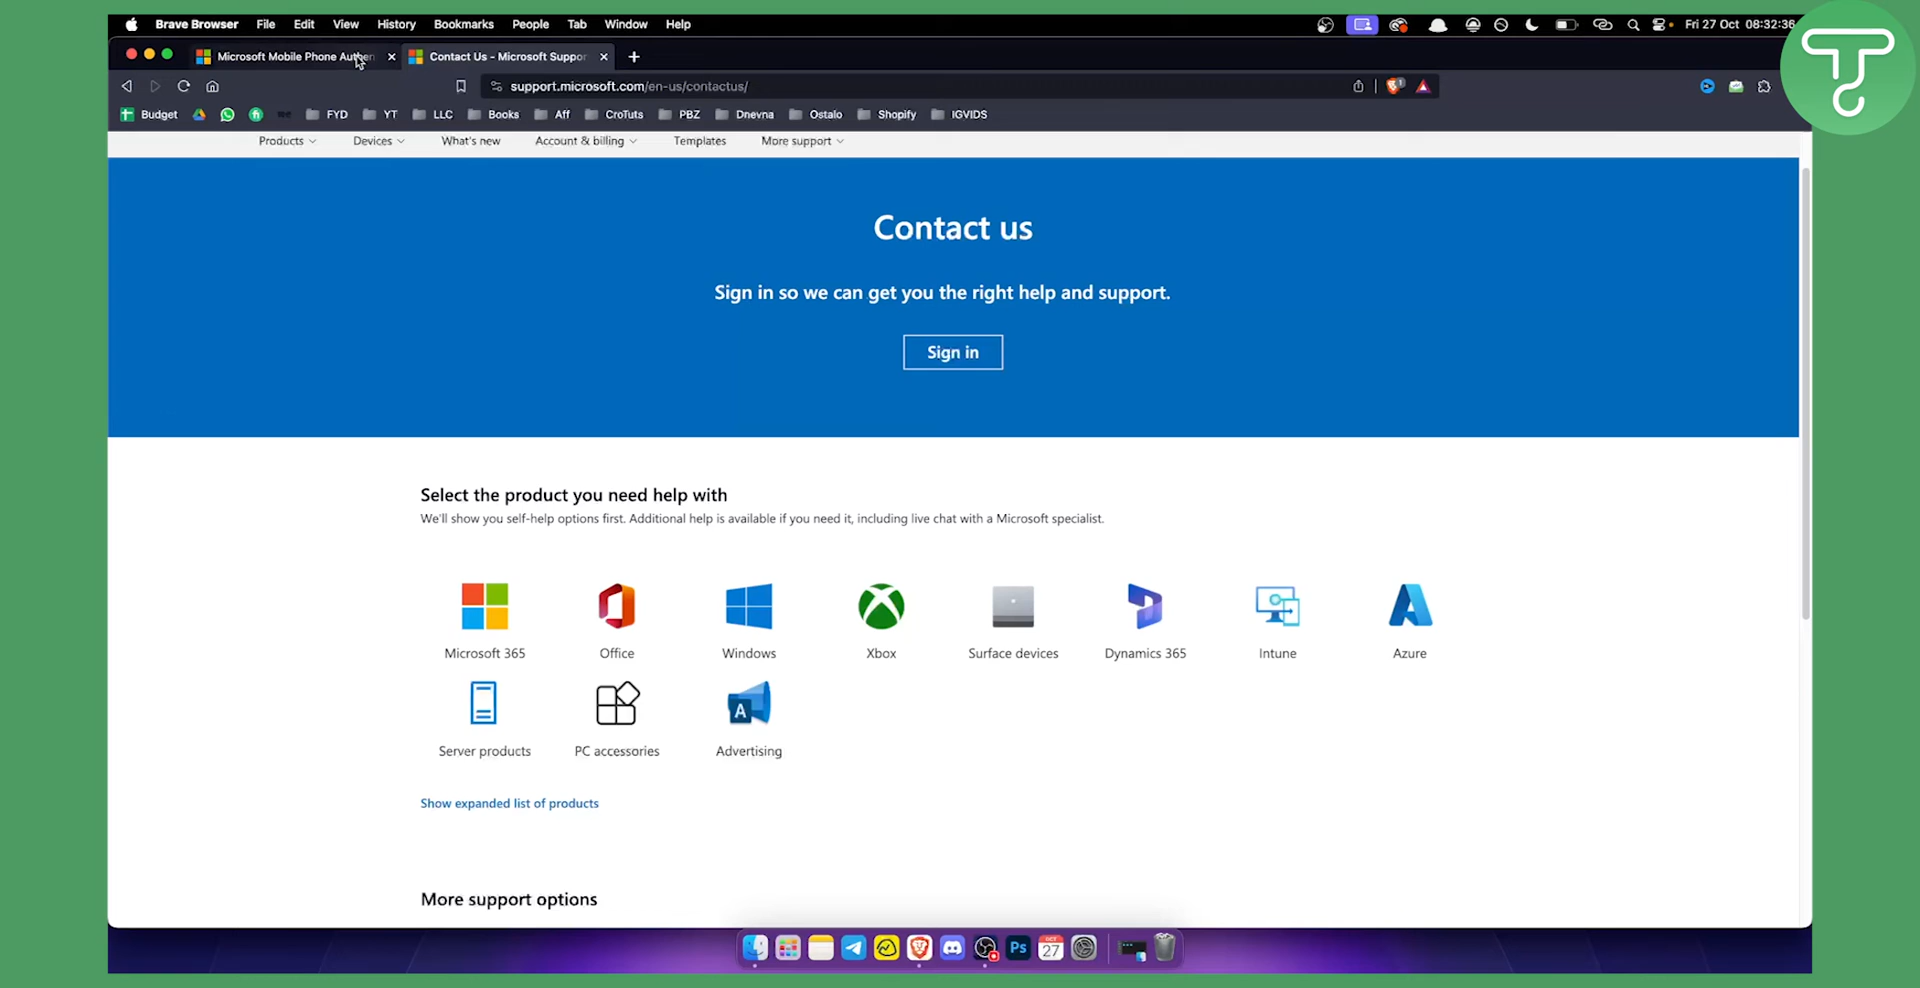 Brave Browser File Edit View History Bookmarks People Tab Window Help Fri 27 Oct 08:32:36
Microsoft Mobile Phone Authen Contact Us - Microsoft Suppor
support.microsoft.com/en-us/contactus/
Budget FYD YT LLC Books Aff CroTuts PBZ Dnevna Ostalo Shopify IGVIDS
Products Devices What's new Account & billing Templates More support
Contact us
Sign in so we can get you the right help and support.
Sign in
Select the product you need help with
We'll show you self-help options first. Additional help is available if you need it, including live chat with a Microsoft specialist.
Microsoft 365 Office Windows Xbox Surface devices Dynamics 365 Intune Azure
A
Server products PC accessories Advertising
Show expanded list of products
More support options
Ps OCT 27